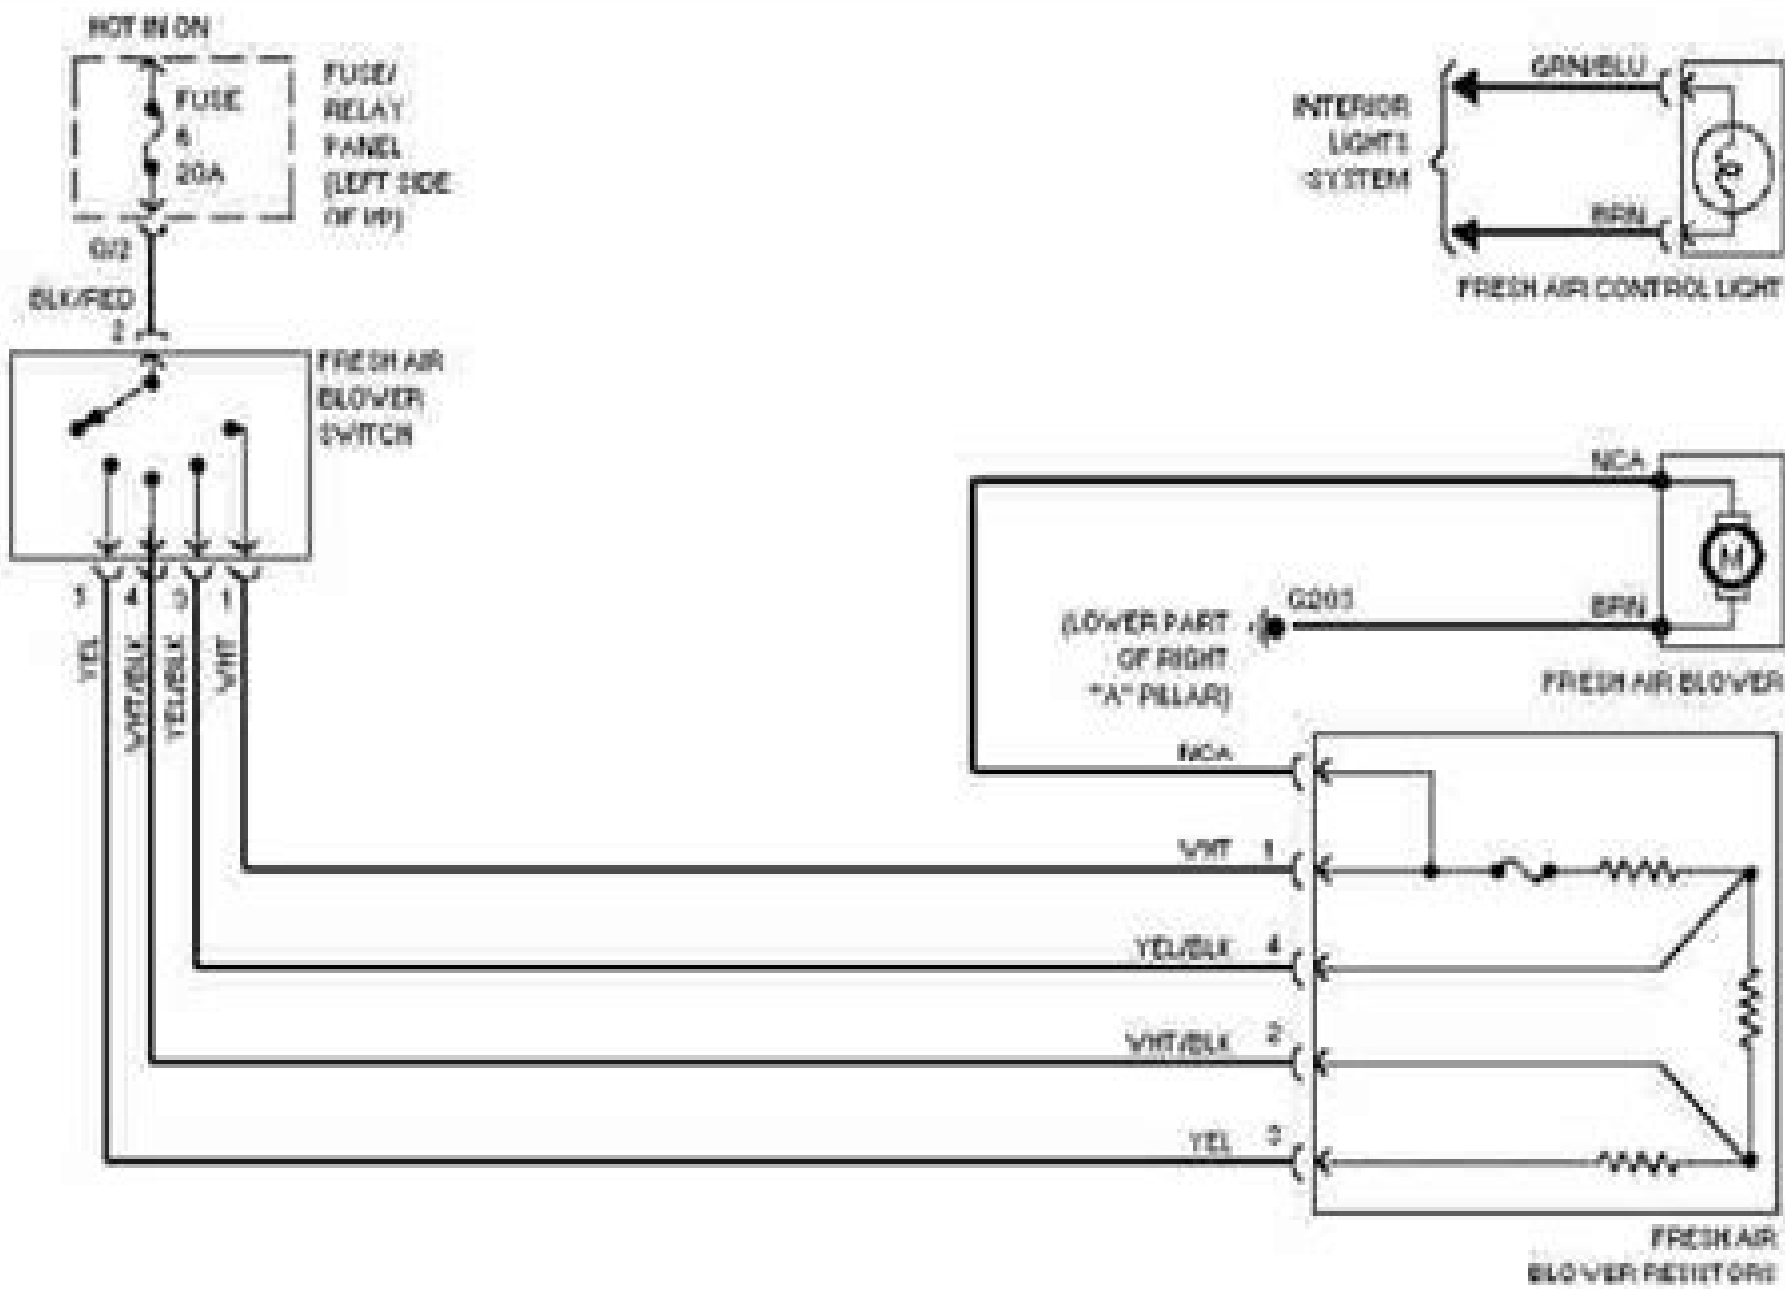 HOT IN ON
FUSE
6
20A
FUSE/
RELAY
PANEL
(LEFT SIDE
OF I/P)
G/2
BLK/RED
2
FRESH AIR
BLOWER
SWITCH
4
1
YEL
WHT/BLK
YEL/BLK
WHT
INTERIOR
LIGHTS
SYSTEM
GRN/BLU
BRN
FRESH AIR CONTROL LIGHT
NCA
G203
BRN
(LOWER PART
OF RIGHT
"A" PILLAR)
FRESH AIR BLOWER
M
NCA
WHT 1
YEL/BLK 4
WHT/BLK 2
YEL 3
FRESH AIR
BLOWER RESISTORS